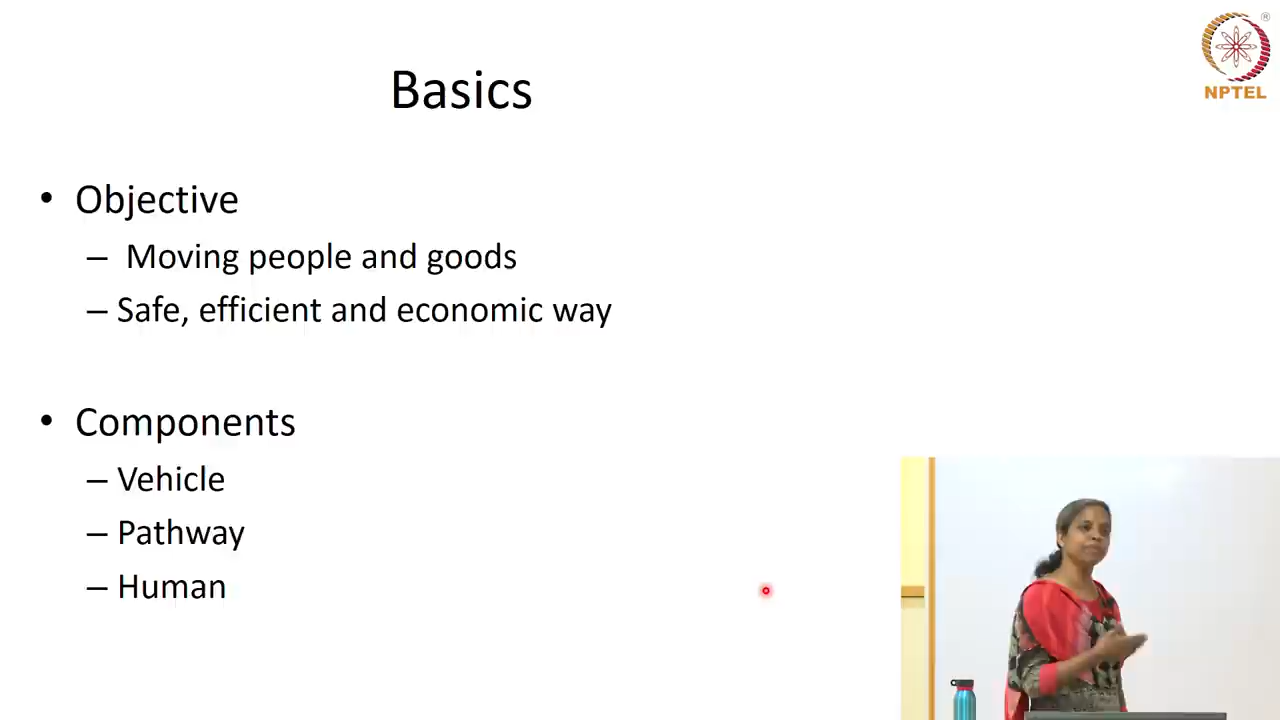 Basics
®
NPTEL
• Objective
– Moving people and goods
– Safe, efficient and economic way
• Components
– Vehicle
– Pathway
– Human